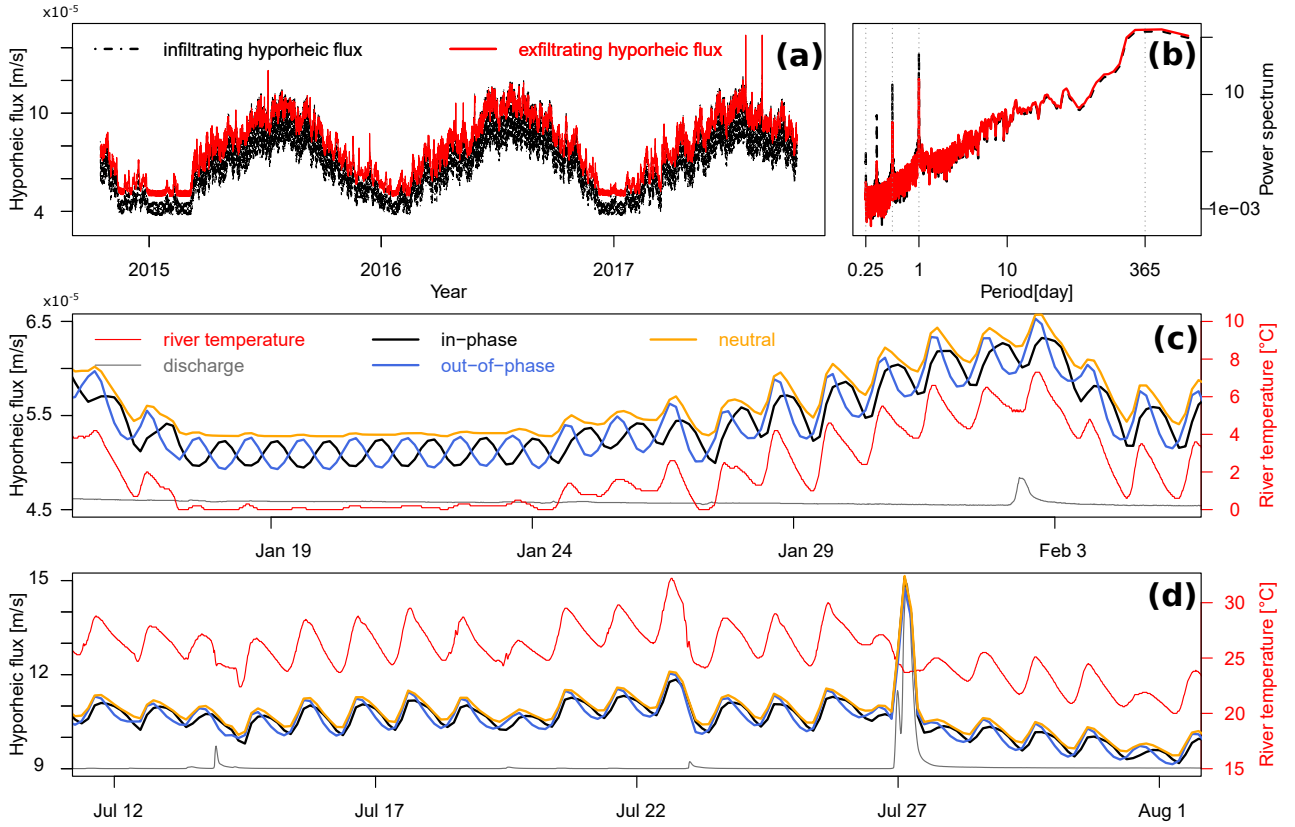 x10-5
infiltrating hyporheic flux
exfiltrating hyporheic flux
(a)
Hyporheic flux [m/s]
10
4
2015
2016
2017
Year
(b)
10
1e−03
Power spectrum
0.25
1
10
365
Period[day]
x10-5
6.5
5.5
4.5
Hyporheic flux [m/s]
river temperature
in−phase
neutral
discharge
out−of−phase
(c)
10
8
6
4
2
0
River temperature [°C]
Jan 19
Jan 24
Jan 29
Feb 3
15
12
9
Hyporheic flux [m/s]
(d)
30
25
20
15
River temperature [°C]
Jul 12
Jul 17
Jul 22
Jul 27
Aug 1